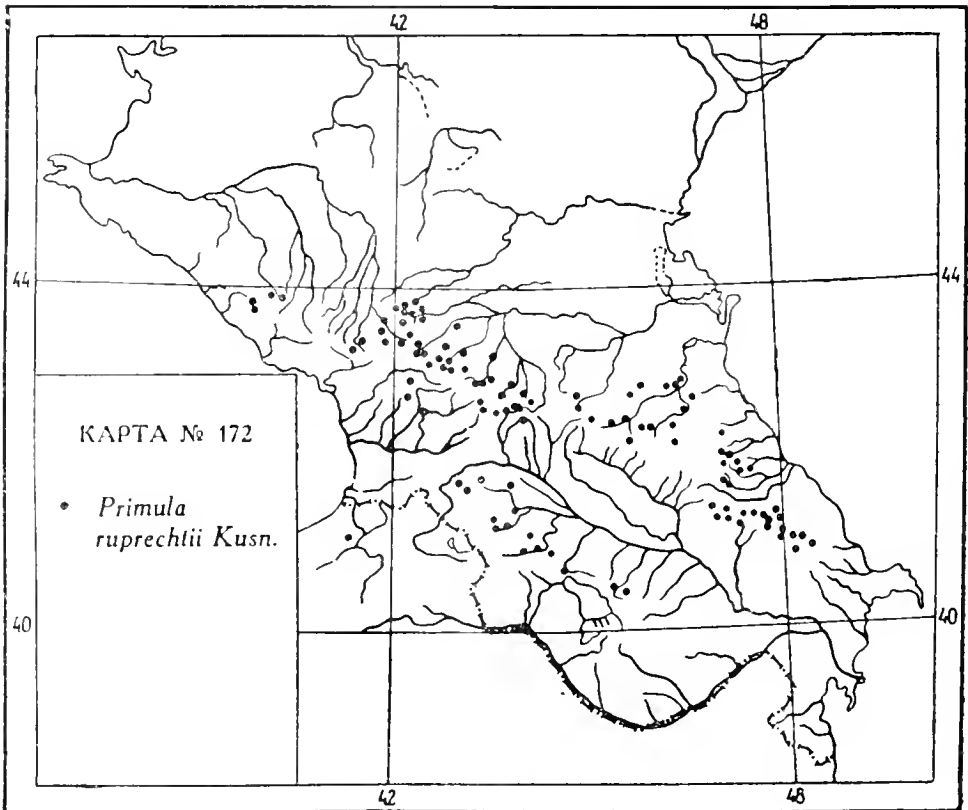 42 48
44 44
КАРТА № 172
Primula
ruprechtii Kusn.
40 40
42 48